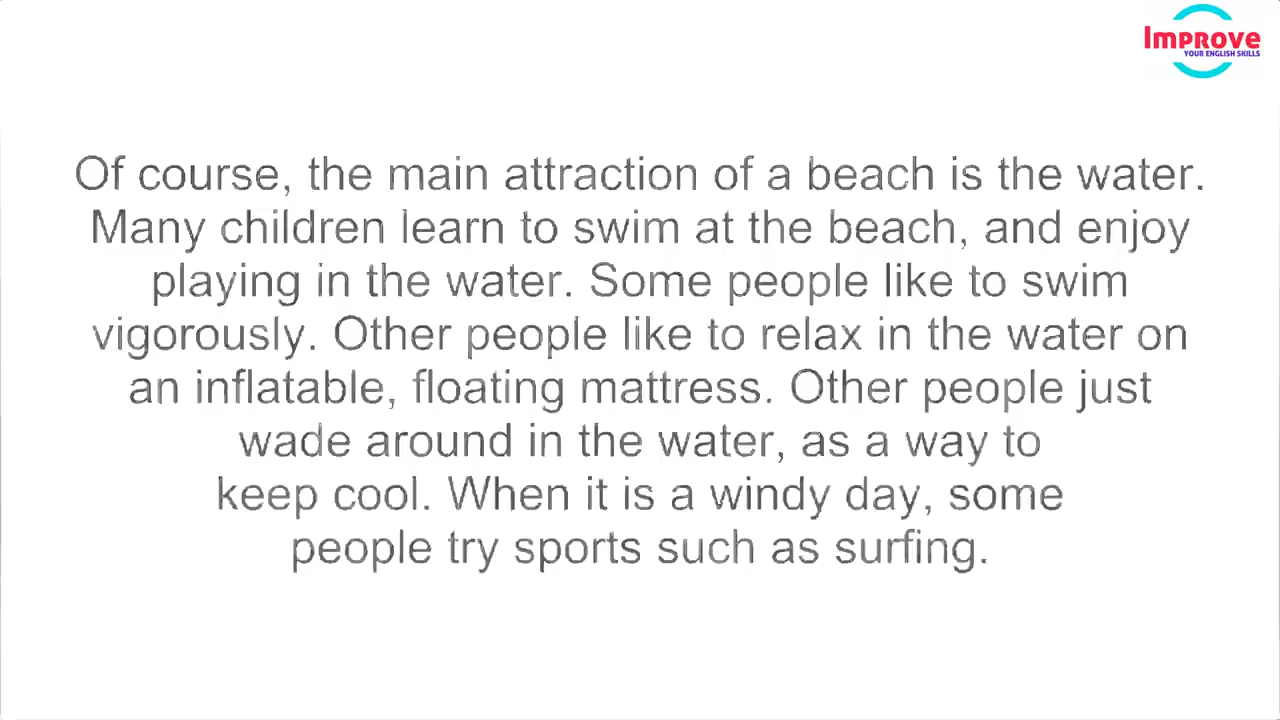 Improve
YOUR ENGLISH SKILLS
Of course, the main attraction of a beach is the water.
Many children learn to swim at the beach, and enjoy
playing in the water. Some people like to swim
vigorously. Other people like to relax in the water on
an inflatable, floating mattress. Other people just
wade around in the water, as a way to
keep cool. When it is a windy day, some
people try sports such as surfing.